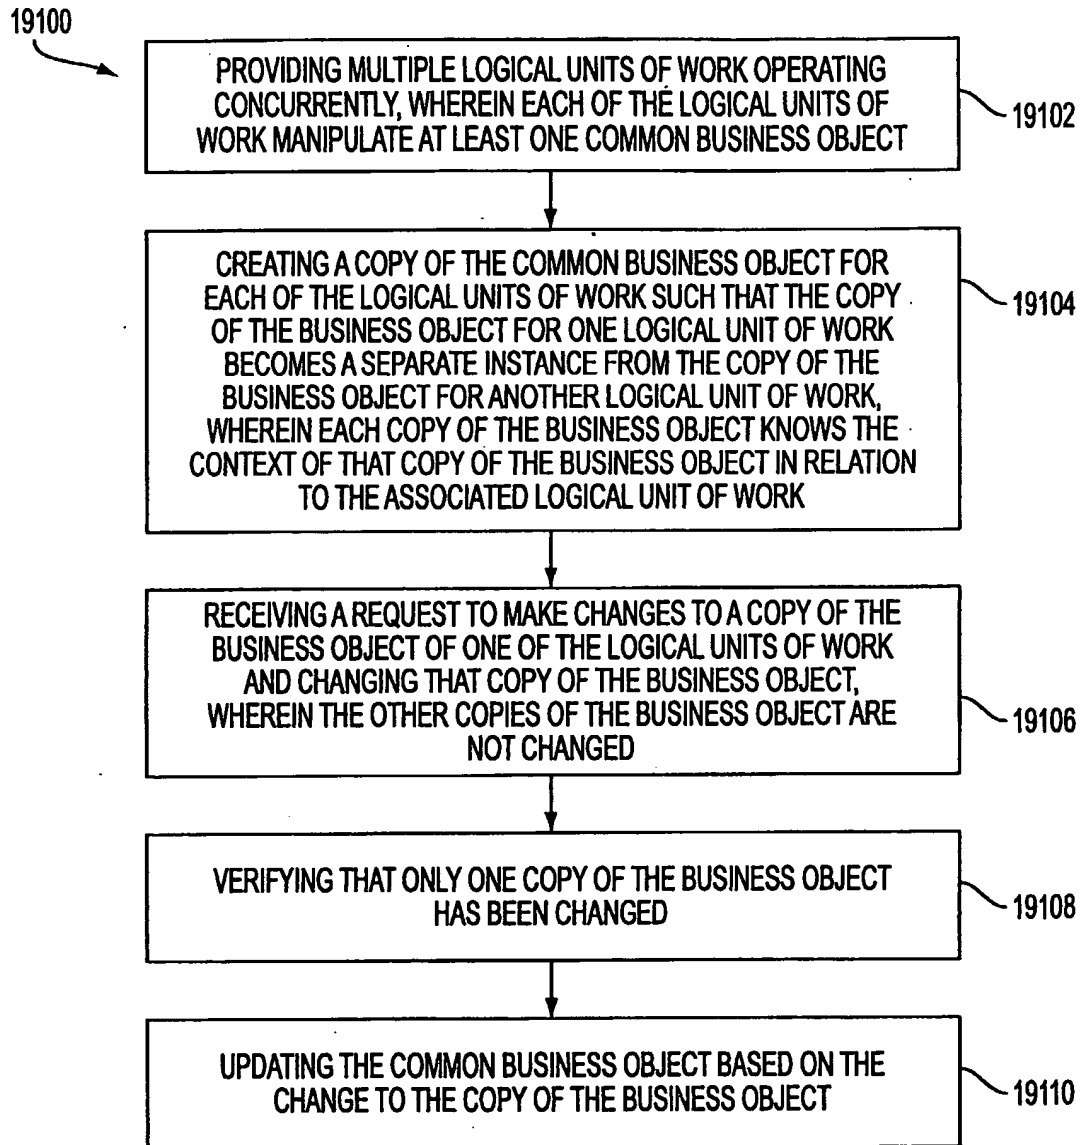 19100
PROVIDING MULTIPLE LOGICAL UNITS OF WORK OPERATING
CONCURRENTLY, WHEREIN EACH OF THE LOGICAL UNITS OF
WORK MANIPULATE AT LEAST ONE COMMON BUSINESS OBJECT
19102
CREATING A COPY OF THE COMMON BUSINESS OBJECT FOR
EACH OF THE LOGICAL UNITS OF WORK SUCH THAT THE COPY
OF THE BUSINESS OBJECT FOR ONE LOGICAL UNIT OF WORK
BECOMES A SEPARATE INSTANCE FROM THE COPY OF THE
BUSINESS OBJECT FOR ANOTHER LOGICAL UNIT OF WORK,
WHEREIN EACH COPY OF THE BUSINESS OBJECT KNOWS THE
CONTEXT OF THAT COPY OF THE BUSINESS OBJECT IN RELATION
TO THE ASSOCIATED LOGICAL UNIT OF WORK
19104
RECEIVING A REQUEST TO MAKE CHANGES TO A COPY OF THE
BUSINESS OBJECT OF ONE OF THE LOGICAL UNITS OF WORK
AND CHANGING THAT COPY OF THE BUSINESS OBJECT,
WHEREIN THE OTHER COPIES OF THE BUSINESS OBJECT ARE
NOT CHANGED
19106
VERIFYING THAT ONLY ONE COPY OF THE BUSINESS OBJECT
HAS BEEN CHANGED
19108
UPDATING THE COMMON BUSINESS OBJECT BASED ON THE
CHANGE TO THE COPY OF THE BUSINESS OBJECT
19110